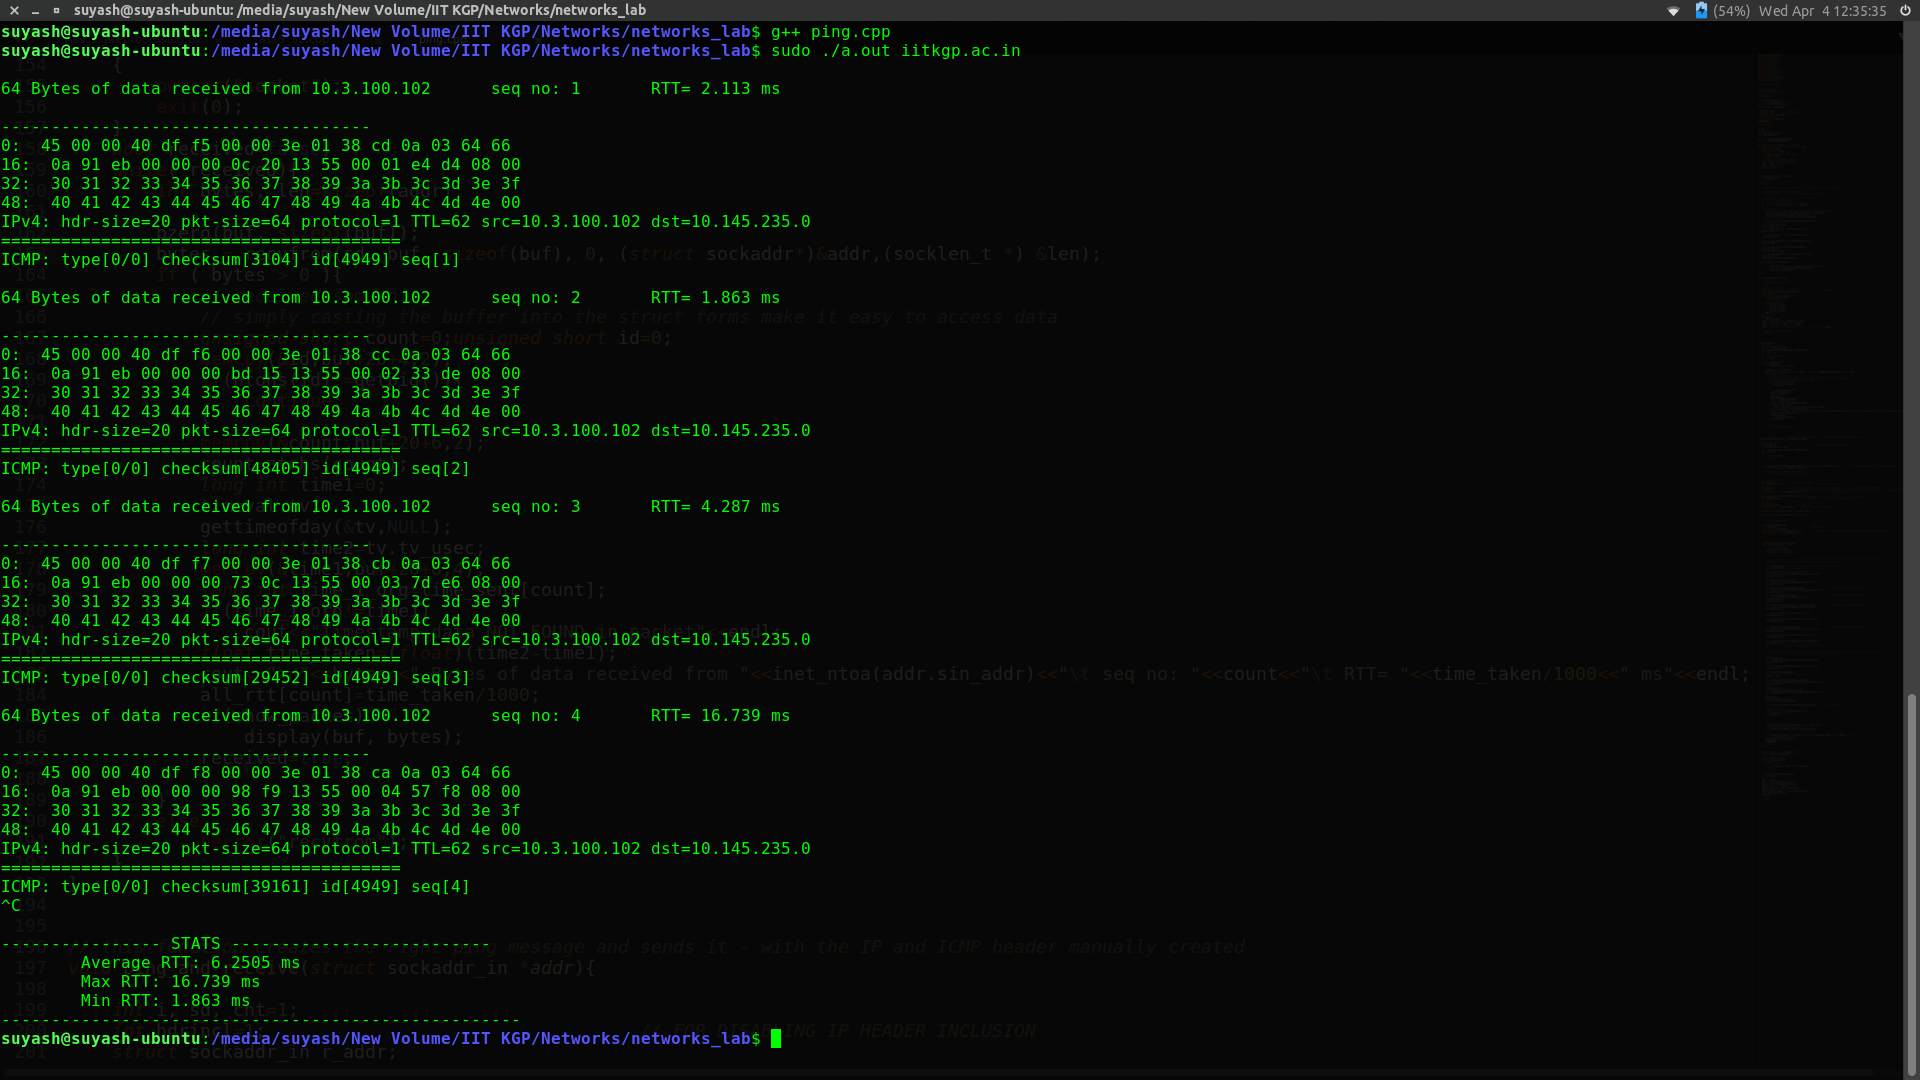 suyash@suyash-ubuntu: /media/suyash/New Volume/IIT KGP/Networks/networks_lab (54%) Wed Apr 4 12:35:35
suyash@suyash-ubuntu:/media/suyash/New Volume/IIT KGP/Networks/networks_lab$ g++ ping.cpp
suyash@suyash-ubuntu:/media/suyash/New Volume/IIT KGP/Networks/networks_lab$ sudo ./a.out iitkgp.ac.in
64 Bytes of data received from 10.3.100.102 seq no: 1 RTT= 2.113 ms
-------------------------------------
0: 45 00 00 40 df f5 00 00 3e 01 38 cd 0a 03 64 66
16: 0a 91 eb 00 00 00 0c 20 13 55 00 01 e4 d4 08 00
32: 30 31 32 33 34 35 36 37 38 39 3a 3b 3c 3d 3e 3f
48: 40 41 42 43 44 45 46 47 48 49 4a 4b 4c 4d 4e 00
IPv4: hdr-size=20 pkt-size=64 protocol=1 TTL=62 src=10.3.100.102 dst=10.145.235.0
========================================
ICMP: type[0/0] checksum[3104] id[4949] seq[1]
64 Bytes of data received from 10.3.100.102 seq no: 2 RTT= 1.863 ms
-------------------------------------
0: 45 00 00 40 df f6 00 00 3e 01 38 cc 0a 03 64 66
16: 0a 91 eb 00 00 00 bd 15 13 55 00 02 33 de 08 00
32: 30 31 32 33 34 35 36 37 38 39 3a 3b 3c 3d 3e 3f
48: 40 41 42 43 44 45 46 47 48 49 4a 4b 4c 4d 4e 00
IPv4: hdr-size=20 pkt-size=64 protocol=1 TTL=62 src=10.3.100.102 dst=10.145.235.0
========================================
ICMP: type[0/0] checksum[48405] id[4949] seq[2]
64 Bytes of data received from 10.3.100.102 seq no: 3 RTT= 4.287 ms
-------------------------------------
0: 45 00 00 40 df f7 00 00 3e 01 38 cb 0a 03 64 66
16: 0a 91 eb 00 00 00 73 0c 13 55 00 03 7d e6 08 00
32: 30 31 32 33 34 35 36 37 38 39 3a 3b 3c 3d 3e 3f
48: 40 41 42 43 44 45 46 47 48 49 4a 4b 4c 4d 4e 00
IPv4: hdr-size=20 pkt-size=64 protocol=1 TTL=62 src=10.3.100.102 dst=10.145.235.0
========================================
ICMP: type[0/0] checksum[29452] id[4949] seq[3]
64 Bytes of data received from 10.3.100.102 seq no: 4 RTT= 16.739 ms
-------------------------------------
0: 45 00 00 40 df f8 00 00 3e 01 38 ca 0a 03 64 66
16: 0a 91 eb 00 00 00 98 f9 13 55 00 04 57 f8 08 00
32: 30 31 32 33 34 35 36 37 38 39 3a 3b 3c 3d 3e 3f
48: 40 41 42 43 44 45 46 47 48 49 4a 4b 4c 4d 4e 00
IPv4: hdr-size=20 pkt-size=64 protocol=1 TTL=62 src=10.3.100.102 dst=10.145.235.0
========================================
ICMP: type[0/0] checksum[39161] id[4949] seq[4]
^C
---------------- STATS --------------------------
Average RTT: 6.2505 ms
Max RTT: 16.739 ms
Min RTT: 1.863 ms
----------------------------------------------------
suyash@suyash-ubuntu:/media/suyash/New Volume/IIT KGP/Networks/networks_lab$